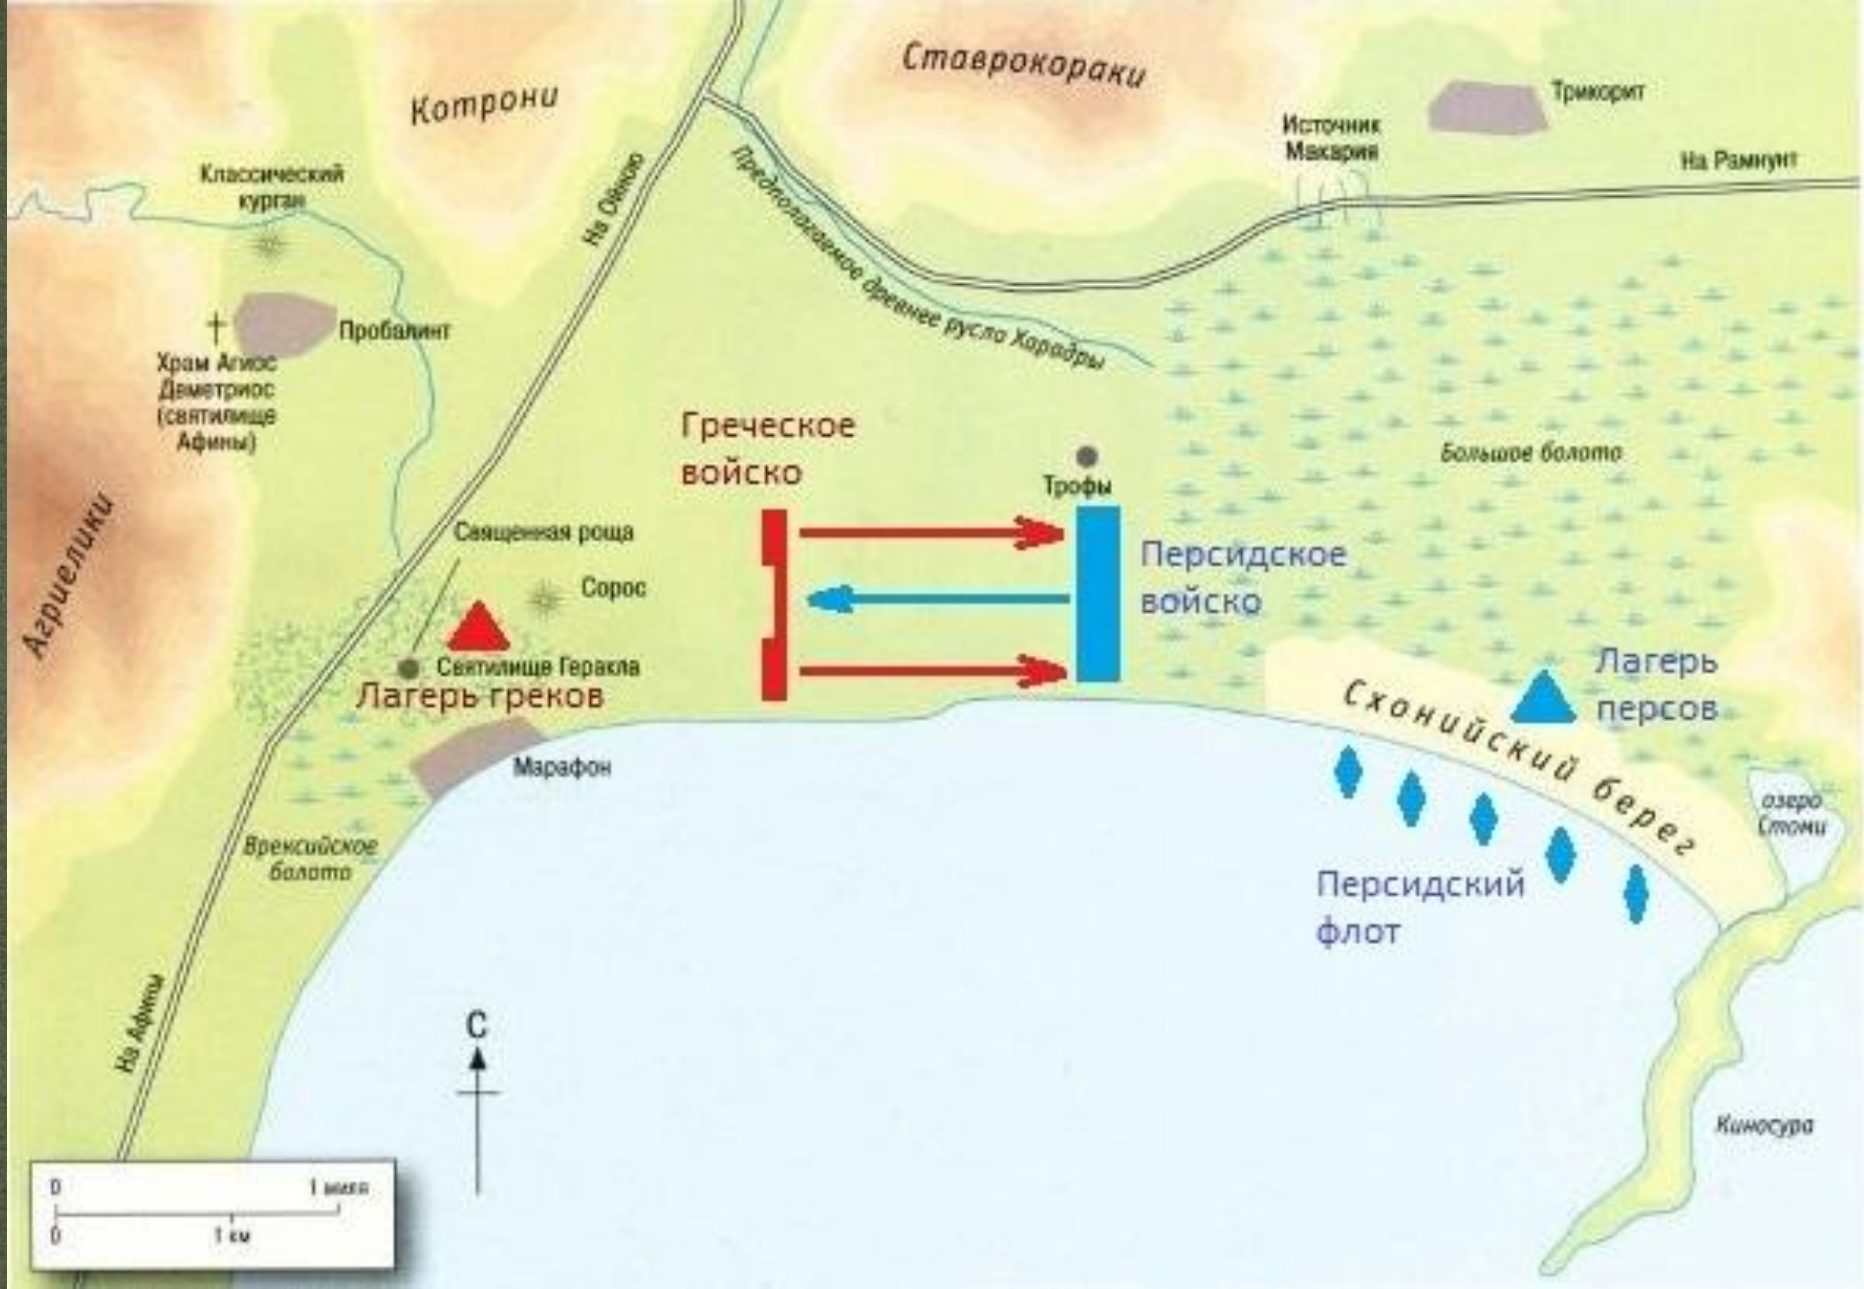 Котрони
Ставрокораки
Трикорит
Источник
Макария
На Рамнунт
Классический
курган
На Ойною
Предполагаемое древнее русло Харадры
Пробалинт
Храм Агиос
Деметриос
(святилище
Афины)
Агриелики
Греческое
войско
Трофы
Большое болото
Священная роща
Сорос
Персидское
войско
Святилище Геракла
Лагерь греков
Лагерь
персов
Схонийский берег
Марафон
озеро
Стоми
Врексийское
болото
Персидский
флот
На Афины
С
Киносура
0 1 миля
0 1 км